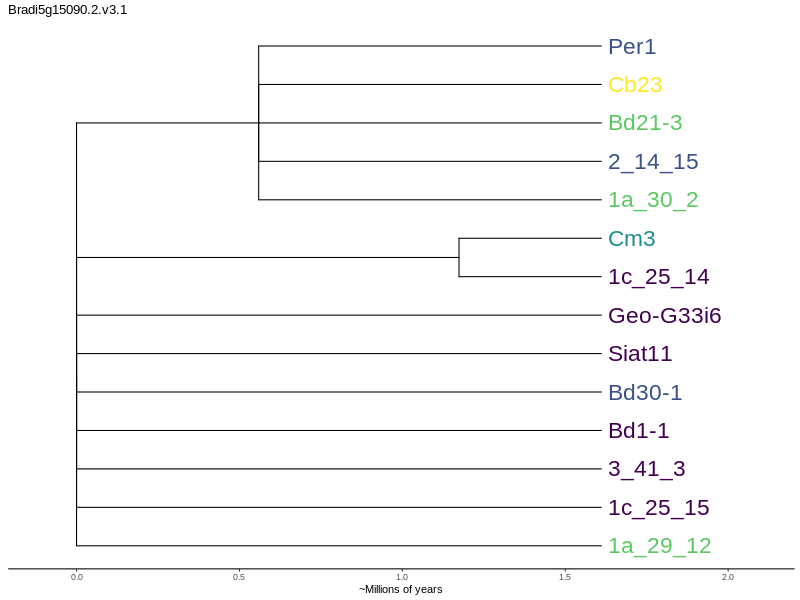 Bradi5g15090.2.v3.1
Per1
Cb23
Bd21-3
2_14_15
1a_30_2
Cm3
1c_25_14
Geo-G33i6
Siat11
Bd30-1
Bd1-1
3_41_3
1c_25_15
1a_29_12
0.0 0.5 1.0 1.5 2.0
~Millions of years